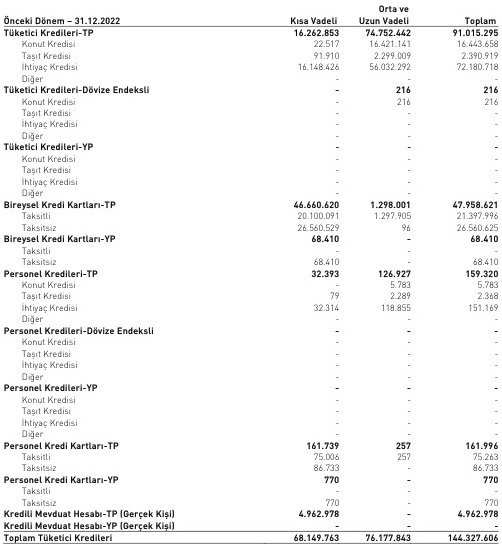 Orta ve
Önceki Dönem – 31.12.2022 Kısa Vadeli Uzun Vadeli Toplam
Tüketici Kredileri-TP 16.262.853 74.752.442 91.015.295
Konut Kredisi 22.517 16.421.141 16.443.658
Taşıt Kredisi 91.910 2.299.009 2.390.919
İhtiyaç Kredisi 16.148.426 56.032.292 72.180.718
Diğer - - -
Tüketici Kredileri-Dövize Endeksli - 216 216
Konut Kredisi - 216 216
Taşıt Kredisi - - -
İhtiyaç Kredisi - - -
Diğer - - -
Tüketici Kredileri-YP - - -
Konut Kredisi - - -
Taşıt Kredisi - - -
İhtiyaç Kredisi - - -
Diğer - - -
Bireysel Kredi Kartları-TP 46.660.620 1.298.001 47.958.621
Taksitli 20.100.091 1.297.905 21.397.996
Taksitsiz 26.560.529 96 26.560.625
Bireysel Kredi Kartları-YP 68.410 - 68.410
Taksitli - - -
Taksitsiz 68.410 - 68.410
Personel Kredileri-TP 32.393 126.927 159.320
Konut Kredisi - 5.783 5.783
Taşıt Kredisi 79 2.289 2.368
İhtiyaç Kredisi 32.314 118.855 151.169
Diğer - - -
Personel Kredileri-Dövize Endeksli - - -
Konut Kredisi - - -
Taşıt Kredisi - - -
İhtiyaç Kredisi - - -
Diğer - - -
Personel Kredileri-YP - - -
Konut Kredisi - - -
Taşıt Kredisi - - -
İhtiyaç Kredisi - - -
Diğer - - -
Personel Kredi Kartları-TP 161.739 257 161.996
Taksitli 75.006 257 75.263
Taksitsiz 86.733 - 86.733
Personel Kredi Kartları-YP 770 - 770
Taksitli - - -
Taksitsiz 770 - 770
Kredili Mevduat Hesabı-TP (Gerçek Kişi) 4.962.978 - 4.962.978
Kredili Mevduat Hesabı-YP (Gerçek Kişi) - - -
Toplam Tüketici Kredileri 68.149.763 76.177.843 144.327.606